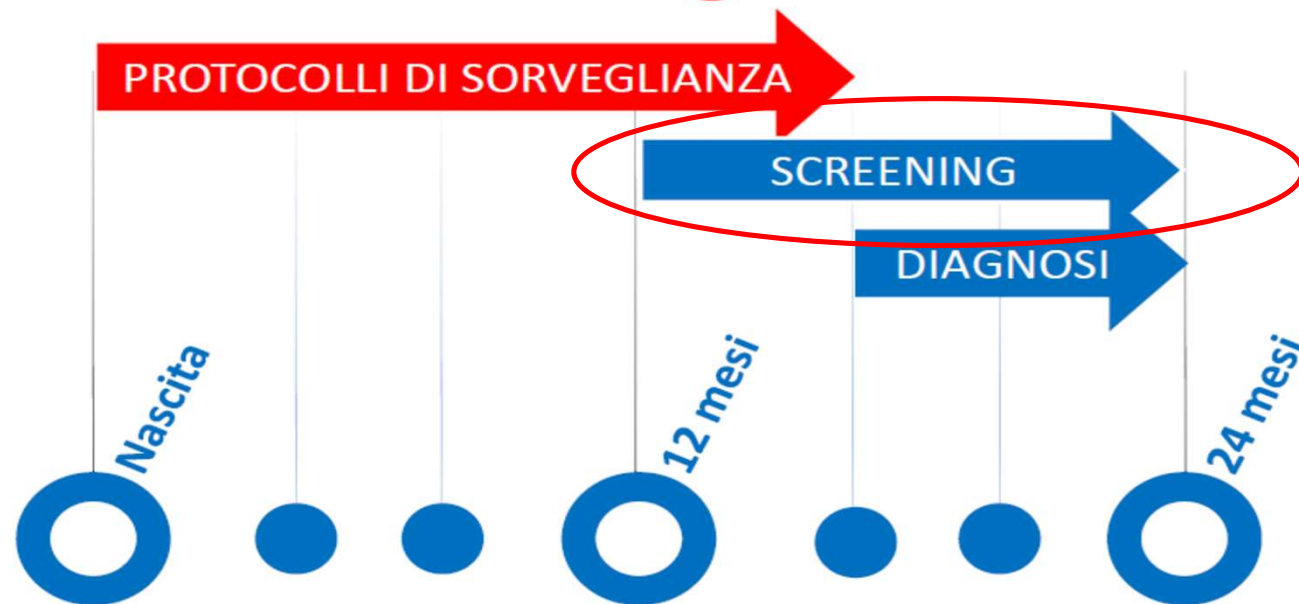 PROTOCOLLI DI SORVEGLIANZA
SCREENING
DIAGNOSI
Nascita
12 mesi
24 mesi